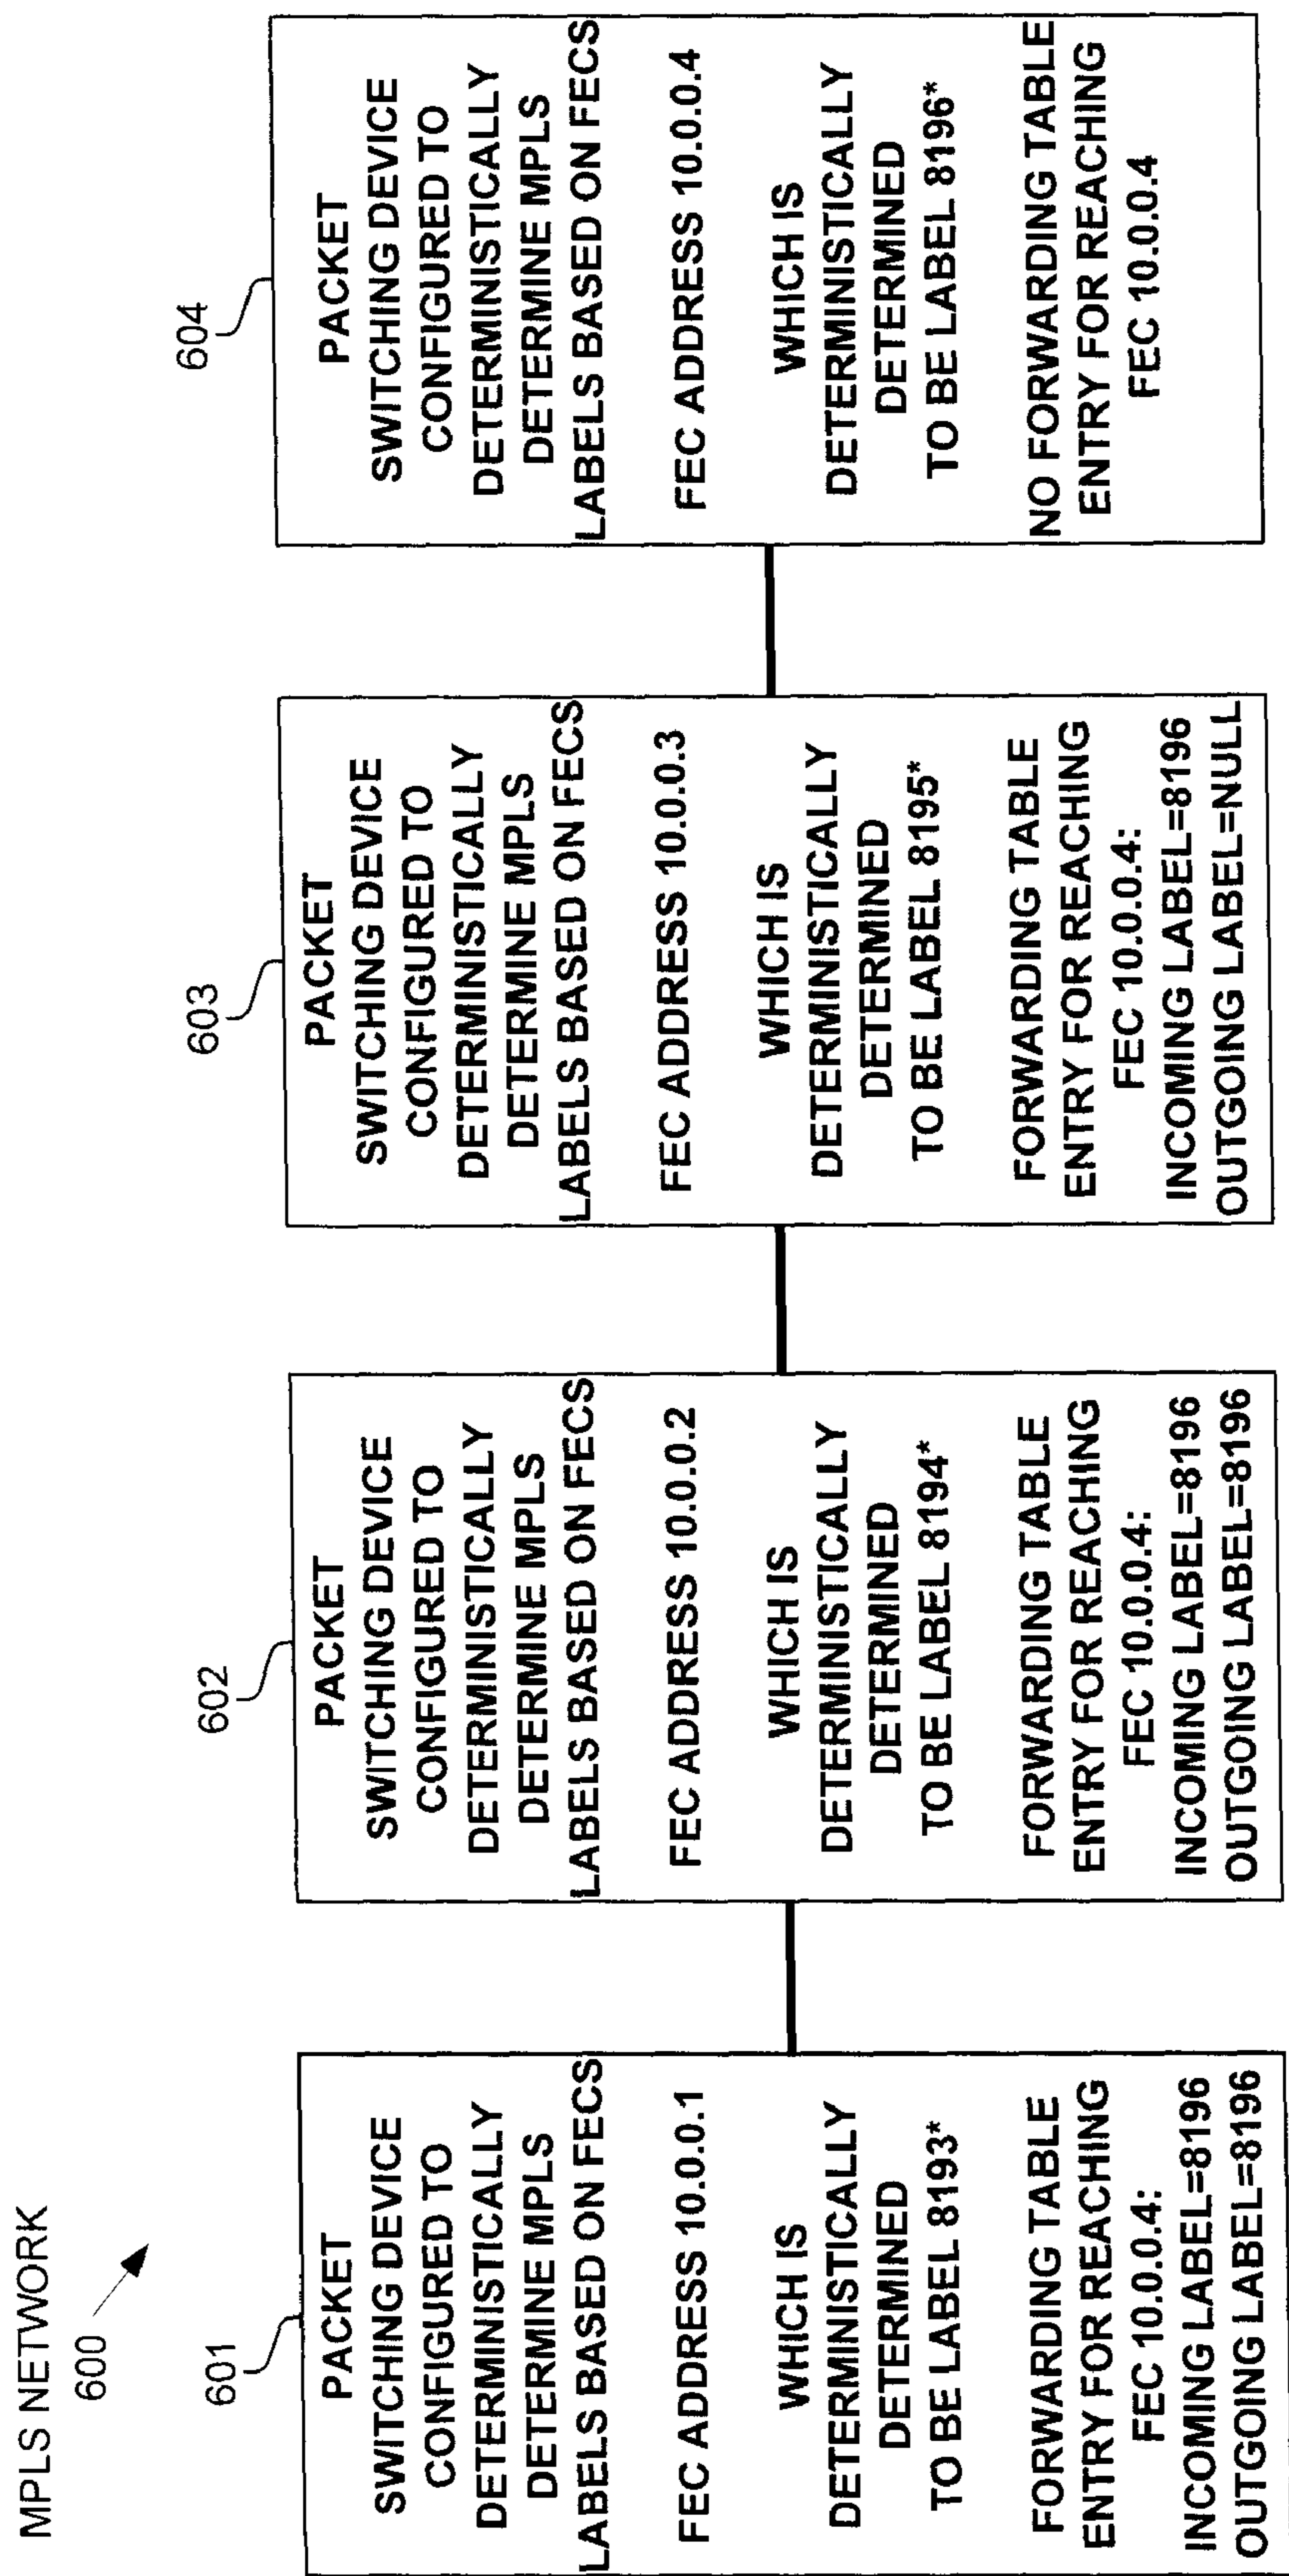 MPLS NETWORK
600
601
PACKET
SWITCHING DEVICE
CONFIGURED TO
DETERMINISTICALLY
DETERMINE MPLS
LABELS BASED ON FECS
FEC ADDRESS 10.0.0.1
WHICH IS
DETERMINISTICALLY
DETERMINED
TO BE LABEL 8193*
FORWARDING TABLE
ENTRY FOR REACHING
FEC 10.0.0.4:
INCOMING LABEL=8196
OUTGOING LABEL=8196
602
PACKET
SWITCHING DEVICE
CONFIGURED TO
DETERMINISTICALLY
DETERMINE MPLS
LABELS BASED ON FECS
FEC ADDRESS 10.0.0.2
WHICH IS
DETERMINISTICALLY
DETERMINED
TO BE LABEL 8194*
FORWARDING TABLE
ENTRY FOR REACHING
FEC 10.0.0.4:
INCOMING LABEL=8196
OUTGOING LABEL=8196
603
PACKET
SWITCHING DEVICE
CONFIGURED TO
DETERMINISTICALLY
DETERMINE MPLS
LABELS BASED ON FECS
FEC ADDRESS 10.0.0.3
WHICH IS
DETERMINISTICALLY
DETERMINED
TO BE LABEL 8195*
FORWARDING TABLE
ENTRY FOR REACHING
FEC 10.0.0.4:
INCOMING LABEL=8196
OUTGOING LABEL=NULL
604
PACKET
SWITCHING DEVICE
CONFIGURED TO
DETERMINISTICALLY
DETERMINE MPLS
LABELS BASED ON FECS
FEC ADDRESS 10.0.0.4
WHICH IS
DETERMINISTICALLY
DETERMINED
TO BE LABEL 8196*
NO FORWARDING TABLE
ENTRY FOR REACHING
FEC 10.0.0.4